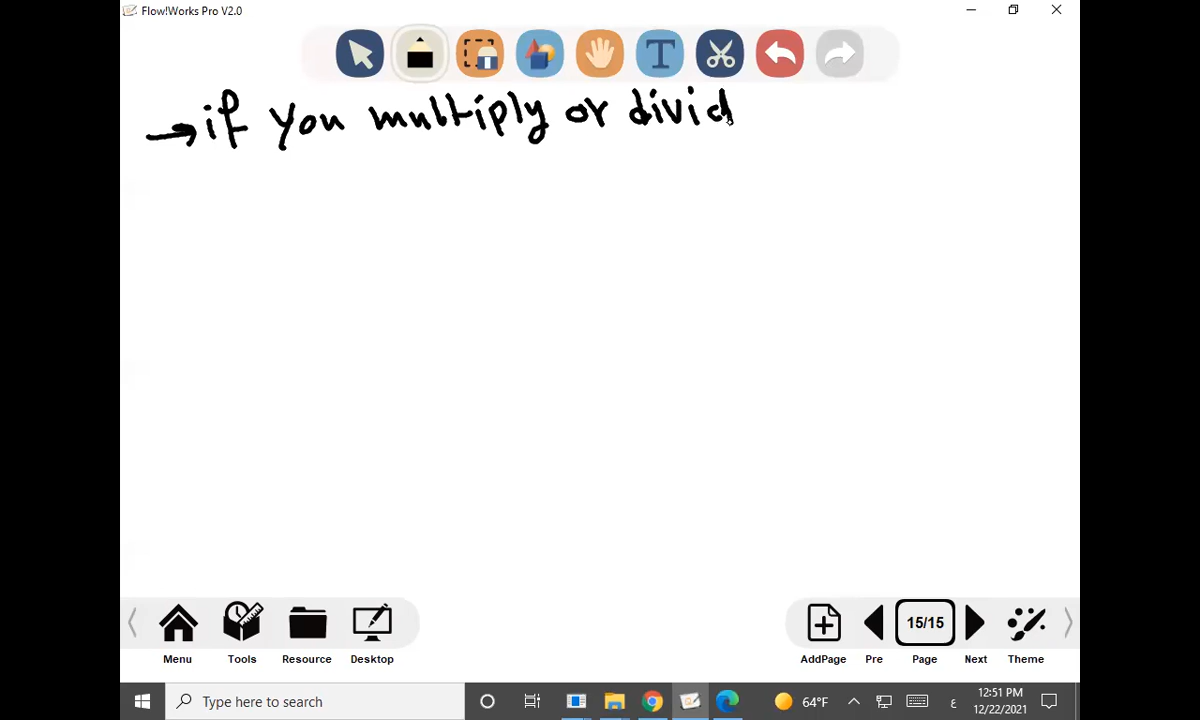 Flow!Works Pro V2.0
→if you multiply or divid
Menu Tools Resource Desktop
15/15
AddPage Pre Page Next Theme
Type here to search
64°F
ع
12:51 PM
12/22/2021